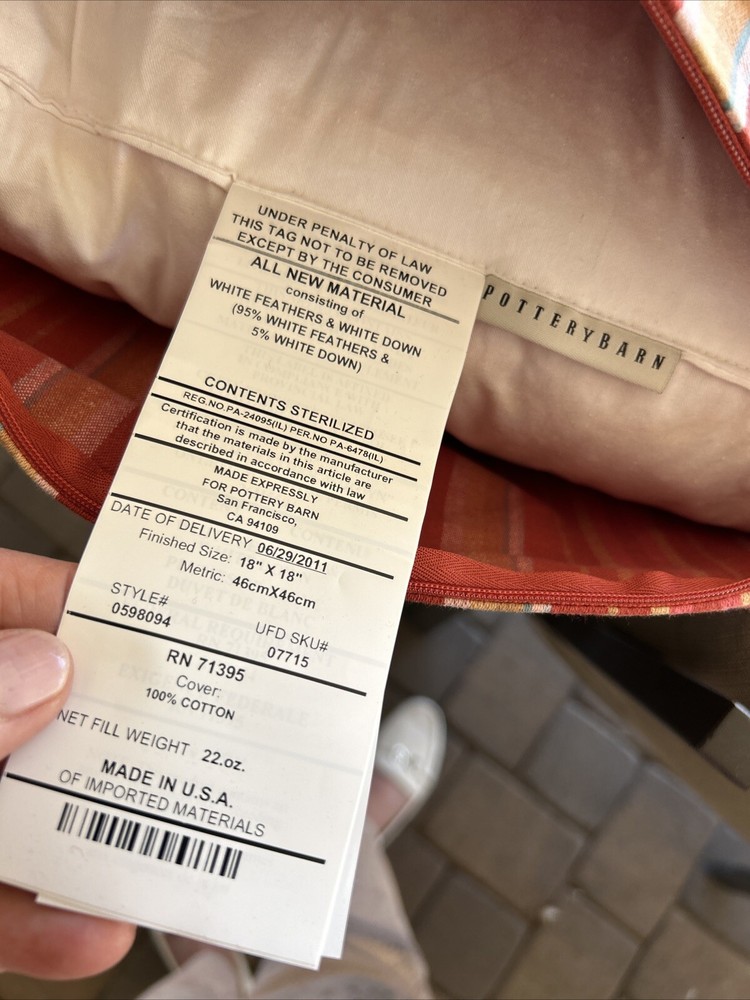 UNDER PENALTY OF LAW
THIS TAG NOT TO BE REMOVED
EXCEPT BY THE CONSUMER
ALL NEW MATERIAL
consisting of
WHITE FEATHERS & WHITE DOWN
(95% WHITE FEATHERS &
5% WHITE DOWN)
CONTENTS STERILIZED
REG.NO.PA-24095(IL) PER.NO PA-6478(IL)
Certification is made by the manufacturer
that the materials in this article are
described in accordance with law
MADE EXPRESSLY
FOR POTTERY BARN
San Francisco,
CA 94109
DATE OF DELIVERY 06/29/2011
Finished Size: 18" X 18"
Metric: 46cmX46cm
STYLE# UFD SKU#
0598094 07715
RN 71395
Cover:
100% COTTON
NET FILL WEIGHT 22.oz.
MADE IN U.S.A.
OF IMPORTED MATERIALS
POTTERYBARN